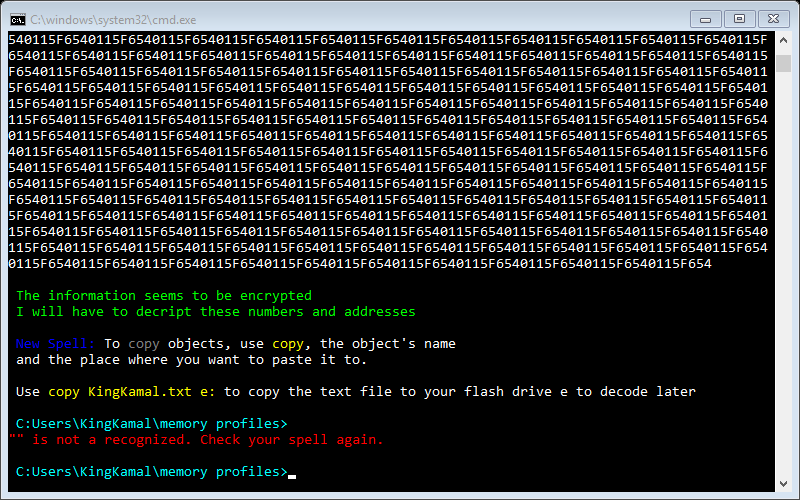 540115F6540115F6540115F6540115F6540115F6540115F6540115F6540115F6540115F6540115F6540115F6540115F
6540115F6540115F6540115F6540115F6540115F6540115F6540115F6540115F6540115F6540115F6540115F6540115
F6540115F6540115F6540115F6540115F6540115F6540115F6540115F6540115F6540115F6540115F6540115F654011
5F6540115F6540115F6540115F6540115F6540115F6540115F6540115F6540115F6540115F6540115F6540115F65401
15F6540115F6540115F6540115F6540115F6540115F6540115F6540115F6540115F6540115F6540115F6540115F6540
115F6540115F6540115F6540115F6540115F6540115F6540115F6540115F6540115F6540115F6540115F6540115F654
0115F6540115F6540115F6540115F6540115F6540115F6540115F6540115F6540115F6540115F6540115F6540115F65
40115F6540115F6540115F6540115F6540115F6540115F6540115F6540115F6540115F6540115F6540115F6540115F6
540115F6540115F6540115F6540115F6540115F6540115F6540115F6540115F6540115F6540115F6540115F6540115F
6540115F6540115F6540115F6540115F6540115F6540115F6540115F6540115F6540115F6540115F6540115F6540115
F6540115F6540115F6540115F6540115F6540115F6540115F6540115F6540115F6540115F6540115F6540115F654011
5F6540115F6540115F6540115F6540115F6540115F6540115F6540115F6540115F6540115F6540115F6540115F65401
15F6540115F6540115F6540115F6540115F6540115F6540115F6540115F6540115F6540115F6540115F6540115F6540
115F6540115F6540115F6540115F6540115F6540115F6540115F6540115F6540115F6540115F6540115F6540115F654
0115F6540115F6540115F6540115F6540115F6540115F6540115F6540115F6540115F6540115F6540115F654
The information seems to be encrypted
I will have to decript these numbers and addresses
New Spell: To copy objects, use copy, the object's name
and the place where you want to paste it to.
Use copy KingKamal.txt e: to copy the text file to your flash drive e to decode later
C:Users\KingKamal\memory profiles>
"" is not a recognized. Check your spell again.
C:Users\KingKamal\memory profiles>
C:\windows\system32\cmd.exe